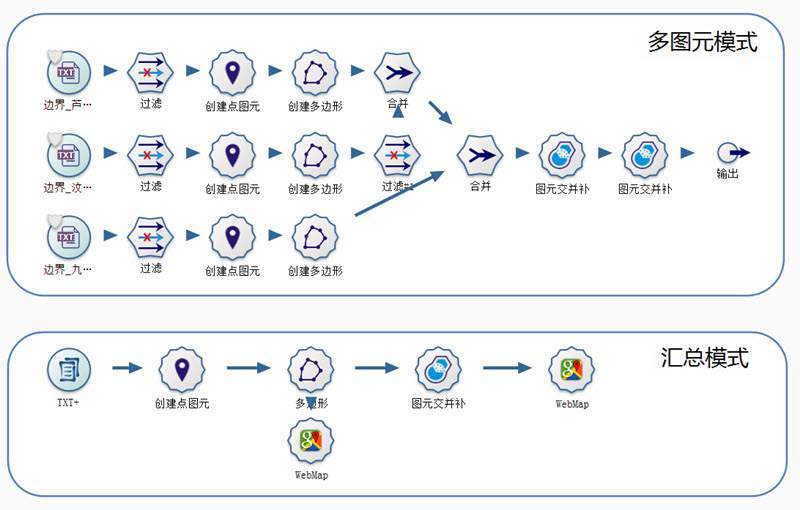 多图元模式
TXT
边界_芦…
过滤
创建点图元
创建多边形
合并
TXT
边界_汶…
过滤
创建点图元
创建多边形
合并
图元交并补
图元交并补
输出
TXT
边界_九…
过滤
创建点图元
创建多边形
汇总模式
TXT+
创建点图元
多边形
图元交并补
WebMap
WebMap